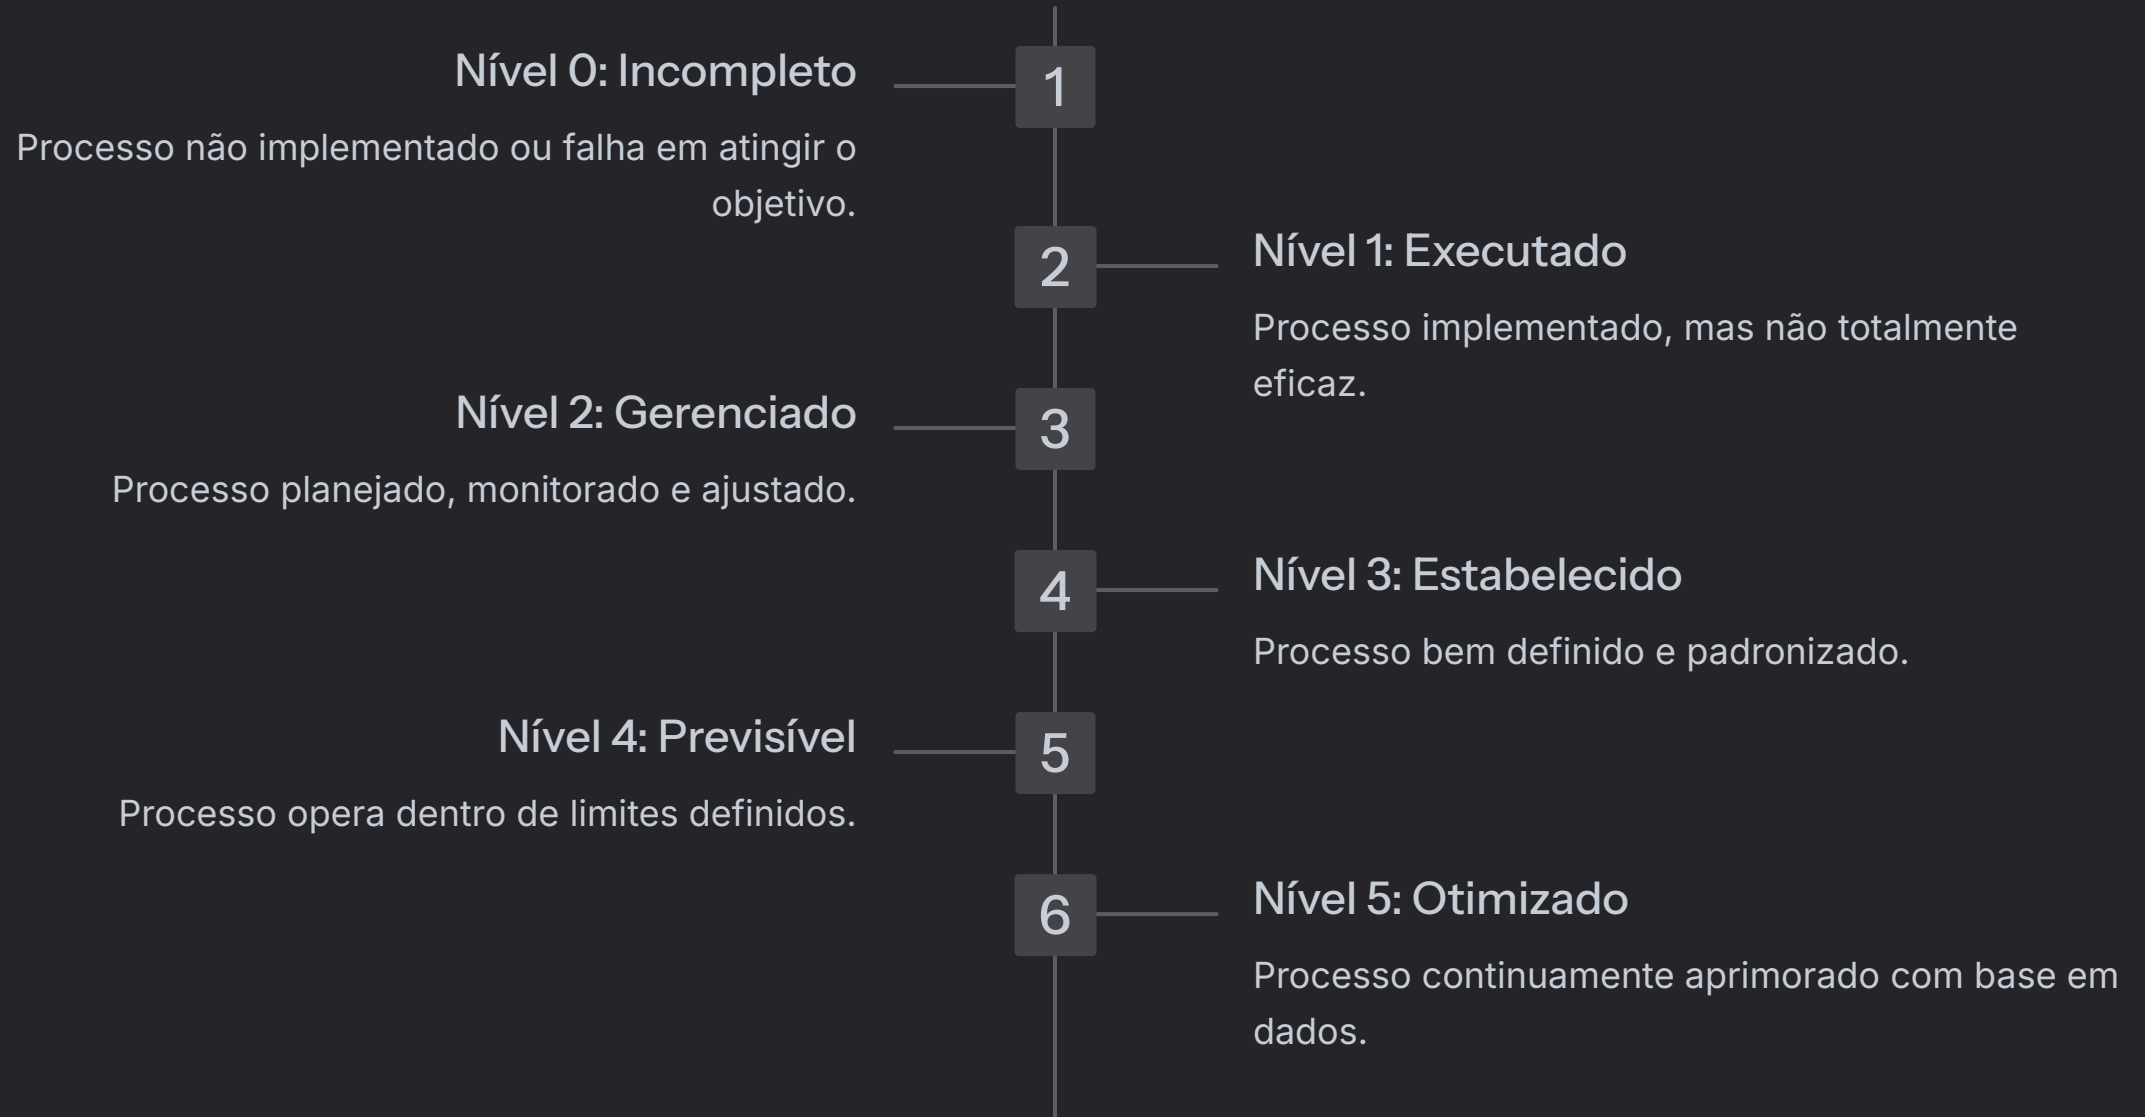 Nível 0: Incompleto
1
Processo não implementado ou falha em atingir o
objetivo.
2
Nível 1: Executado
Processo implementado, mas não totalmente
eficaz.
Nível 2: Gerenciado
3
Processo planejado, monitorado e ajustado.
4
Nível 3: Estabelecido
Processo bem definido e padronizado.
Nível 4: Previsível
5
Processo opera dentro de limites definidos.
6
Nível 5: Otimizado
Processo continuamente aprimorado com base em
dados.